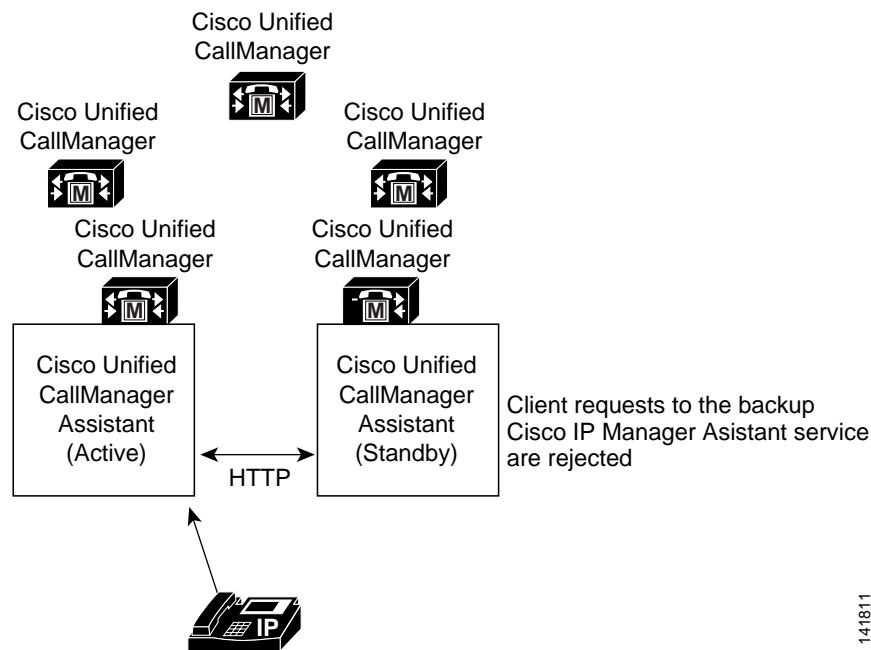 Cisco Unified
CallManager
M
Cisco Unified
CallManager
M
Cisco Unified
CallManager
M
Cisco Unified
CallManager
M
Cisco Unified
CallManager
M
Cisco Unified
CallManager
Assistant
(Active)
HTTP
Cisco Unified
CallManager
Assistant
(Standby)
Client requests to the backup
Cisco IP Manager Asistant service
are rejected
IP
141811